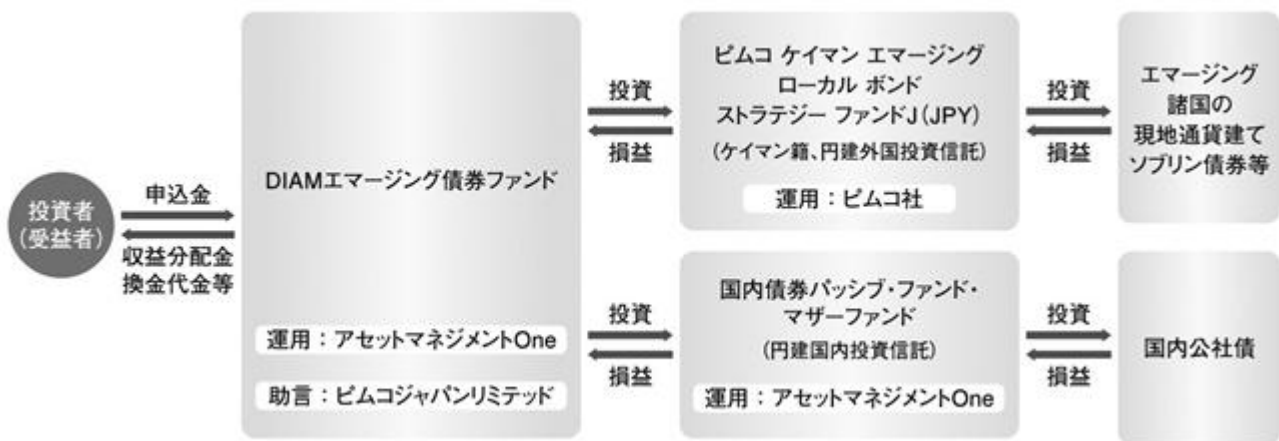 投資者
（受益者）
申込金
収益分配金
換金代金等
DIAMエマージング債券ファンド
運用：アセットマネジメントOne
助言：ピムコジャパンリミテッド
投資
損益
ピムコ ケイマン エマージング
ローカル ボンド
ストラテジー ファンドJ（JPY）
（ケイマン籍、円建外国投資信託）
運用：ピムコ社
投資
損益
エマージング
諸国の
現地通貨建て
ソブリン債券等
投資
損益
国内債券パッシブ・ファンド・
マザーファンド
（円建国内投資信託）
運用：アセットマネジメントOne
投資
損益
国内公社債